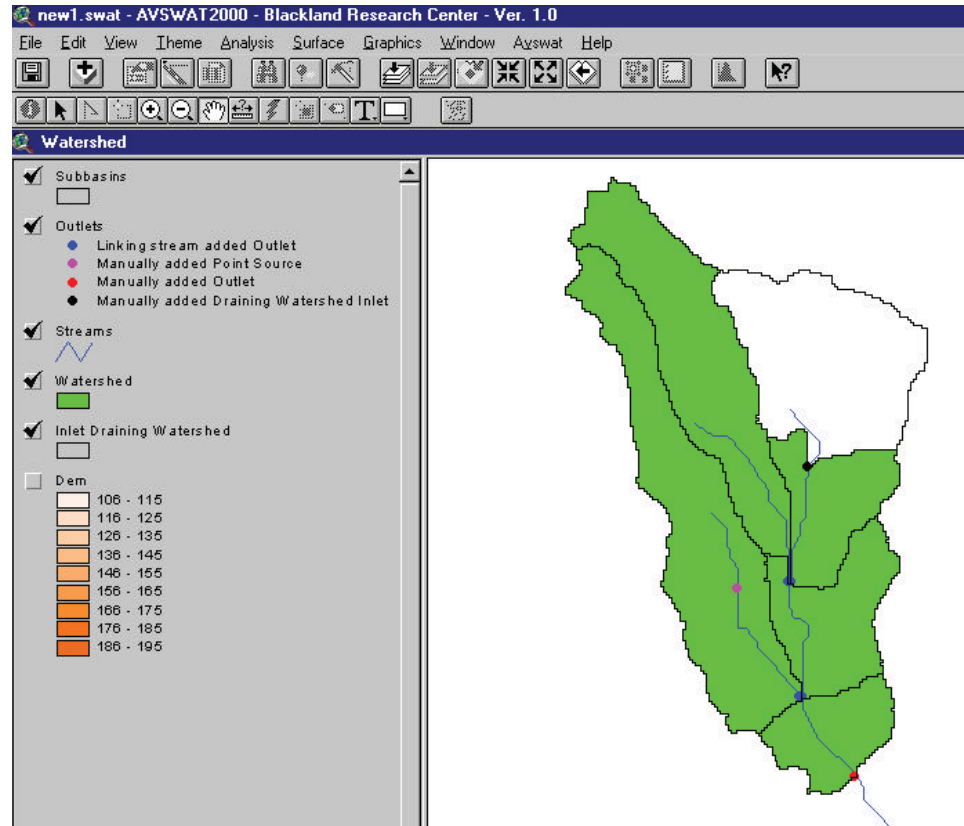 new1.swat - AVSWAT2000 - Blackland Research Center - Ver. 1.0
File Edit View Theme Analysis Surface Graphics Window Avswat Help
T
Watershed
Subbasins
Outlets
Linking stream added Outlet
Manually added Point Source
Manually added Outlet
Manually added Draining Watershed Inlet
Streams
Watershed
Inlet Draining Watershed
Dem
106 - 115
116 - 125
126 - 135
136 - 145
146 - 155
156 - 165
166 - 175
176 - 185
186 - 195